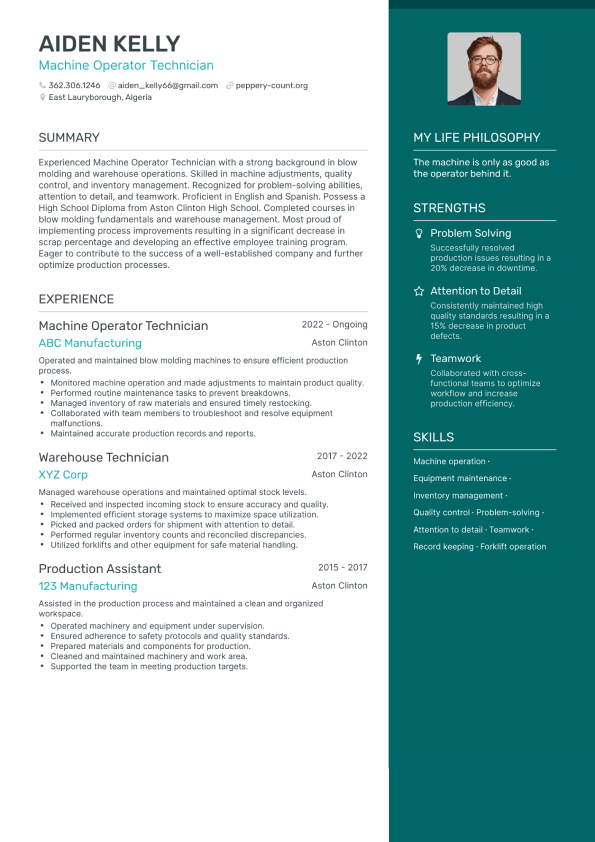 AIDEN KELLY
Machine Operator Technician
362.306.1246 aiden_kelly66@gmail.com peppery-count.org
East Lauryborough, Algeria
SUMMARY
Experienced Machine Operator Technician with a strong background in blow
molding and warehouse operations. Skilled in machine adjustments, quality
control, and inventory management. Recognized for problem-solving abilities,
attention to detail, and teamwork. Proficient in English and Spanish. Possess a
High School Diploma from Aston Clinton High School. Completed courses in
blow molding fundamentals and warehouse management. Most proud of
implementing process improvements resulting in a significant decrease in
scrap percentage and developing an effective employee training program.
Eager to contribute to the success of a well-established company and further
optimize production processes.
EXPERIENCE
Machine Operator Technician 2022 - Ongoing
ABC Manufacturing Aston Clinton
Operated and maintained blow molding machines to ensure efficient production
process.
• Monitored machine operation and made adjustments to maintain product quality.
• Performed routine maintenance tasks to prevent breakdowns.
• Managed inventory of raw materials and ensured timely restocking.
• Collaborated with team members to troubleshoot and resolve equipment
malfunctions.
• Maintained accurate production records and reports.
Warehouse Technician 2017 - 2022
XYZ Corp Aston Clinton
Managed warehouse operations and maintained optimal stock levels.
• Received and inspected incoming stock to ensure accuracy and quality.
• Implemented efficient storage systems to maximize space utilization.
• Picked and packed orders for shipment with attention to detail.
• Performed regular inventory counts and reconciled discrepancies.
• Utilized forklifts and other equipment for safe material handling.
Production Assistant 2015 - 2017
123 Manufacturing Aston Clinton
Assisted in the production process and maintained a clean and organized
workspace.
• Operated machinery and equipment under supervision.
• Ensured adherence to safety protocols and quality standards.
• Prepared materials and components for production.
• Cleaned and maintained machinery and work area.
• Supported the team in meeting production targets.
MY LIFE PHILOSOPHY
The machine is only as good as
the operator behind it.
STRENGTHS
Problem Solving
Successfully resolved
production issues resulting in a
20% decrease in downtime.
Attention to Detail
Consistently maintained high
quality standards resulting in a
15% decrease in product
defects.
Teamwork
Collaborated with cross-
functional teams to optimize
workflow and increase
production efficiency.
SKILLS
Machine operation ·
Equipment maintenance ·
Inventory management ·
Quality control · Problem-solving ·
Attention to detail · Teamwork ·
Record keeping · Forklift operation